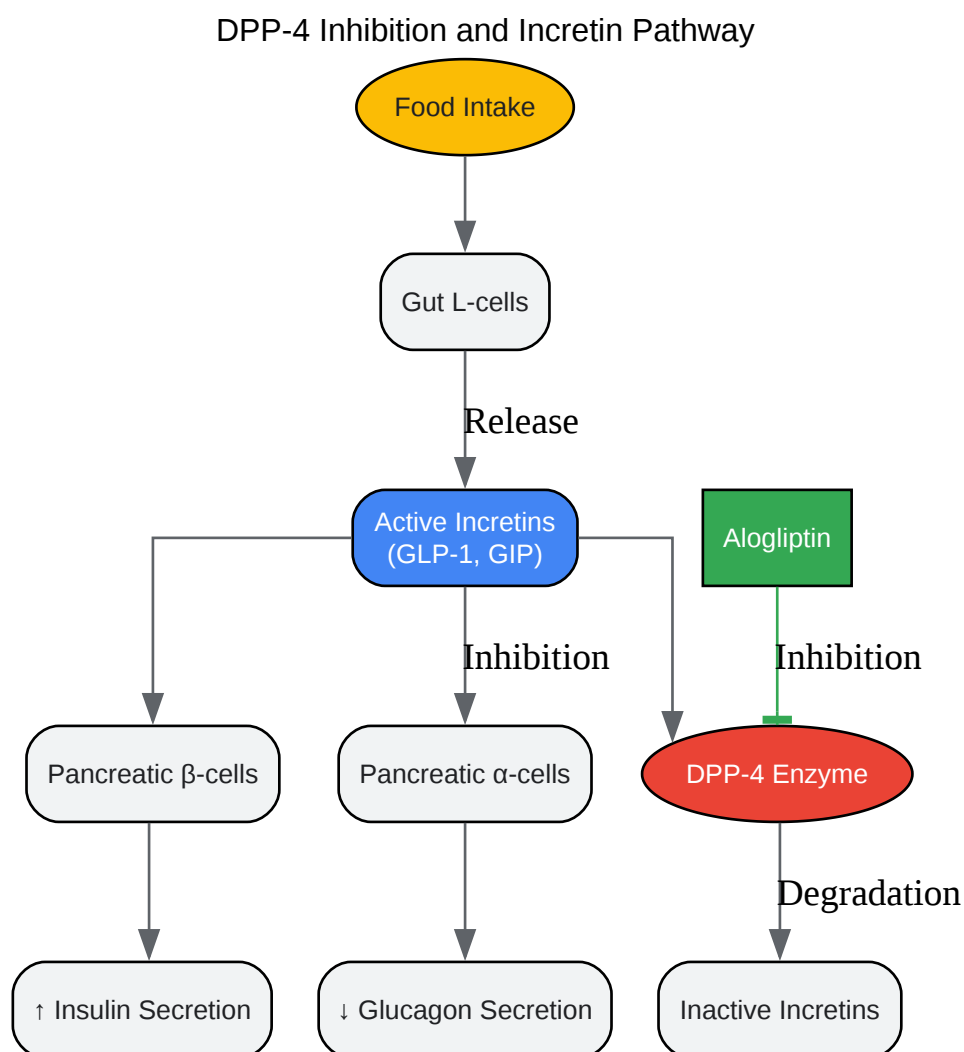 DPP-4 Inhibition and Incretin Pathway
Food Intake
Gut L-cells
Release
Active Incretins
(GLP-1, GIP)
Alogliptin
Inhibition
Inhibition
Pancreatic β-cells
Pancreatic α-cells
DPP-4 Enzyme
Degradation
↑ Insulin Secretion
↓ Glucagon Secretion
Inactive Incretins